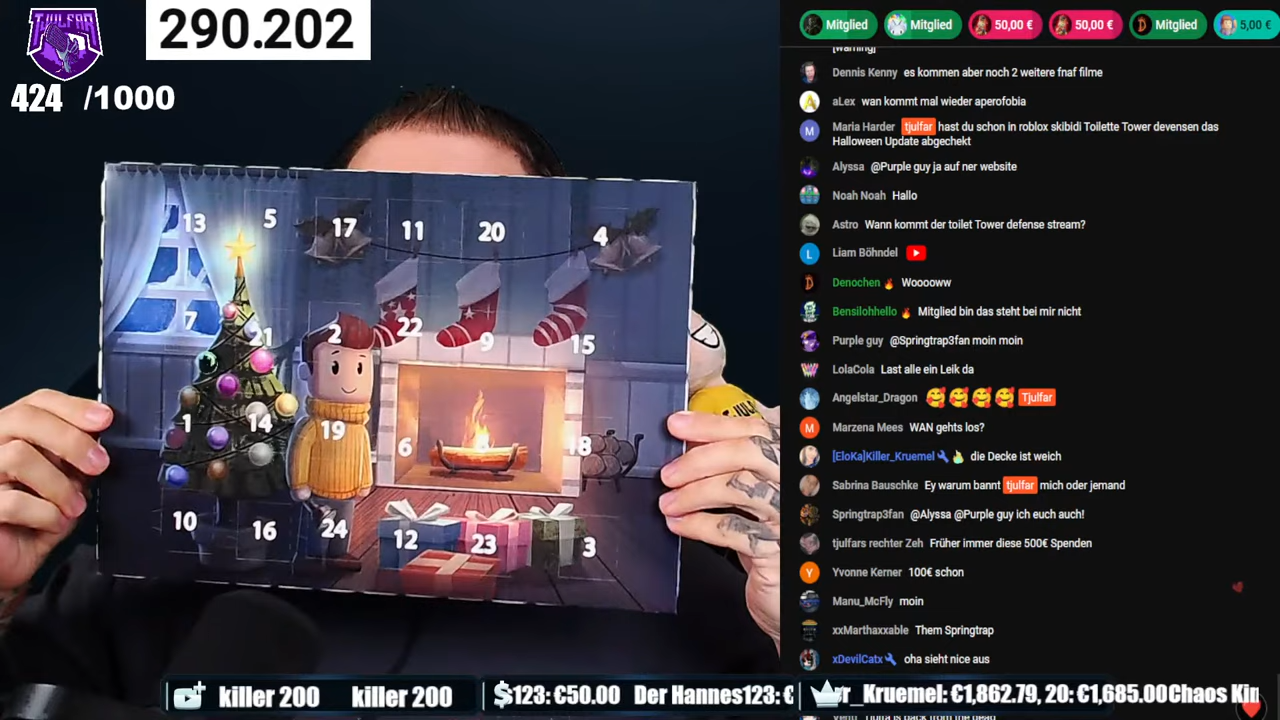 TJULFAR
290.202
424 /1000
13
5
17
11
20
4
7
21
2
22
9
15
1
14
19
6
18
10
16
24
12
23
3
killer 200 killer 200
$123: €50.00 Der Hannes123: €
r_Kruemel: €1,862.79, 20: €1,685.00Chaos Ki
Mitglied
Mitglied
50,00 €
50,00 €
Mitglied
5,00 €
[warning]
Dennis Kenny es kommen aber noch 2 weitere fnaf filme
aLex wan kommt mal wieder aperofobia
Maria Harder tjulfar hast du schon in roblox skibidi Toilette Tower devensen das
Halloween Update abgechekt
Alyssa @Purple guy ja auf ner website
Noah Noah Hallo
Astro Wann kommt der toilet Tower defense stream?
Liam Böhndel
Denochen Wooooww
Bensilohhello Mitglied bin das steht bei mir nicht
Purple guy @Springtrap3fan moin moin
LolaCola Last alle ein Leik da
Angelstar_Dragon 🥰 🥰 🥰 🥰 Tjulfar
Marzena Mees WAN gehts los?
[EloKa]Killer_Kruemel die Decke ist weich
Sabrina Bauschke Ey warum bannt tjulfar mich oder jemand
Springtrap3fan @Alyssa @Purple guy ich euch auch!
tjulfars rechter Zeh Früher immer diese 500€ Spenden
Yvonne Kerner 100€ schon
Manu_McFly moin
xxMarthaxxable Them Springtrap
xDevilCatx oha sieht nice aus